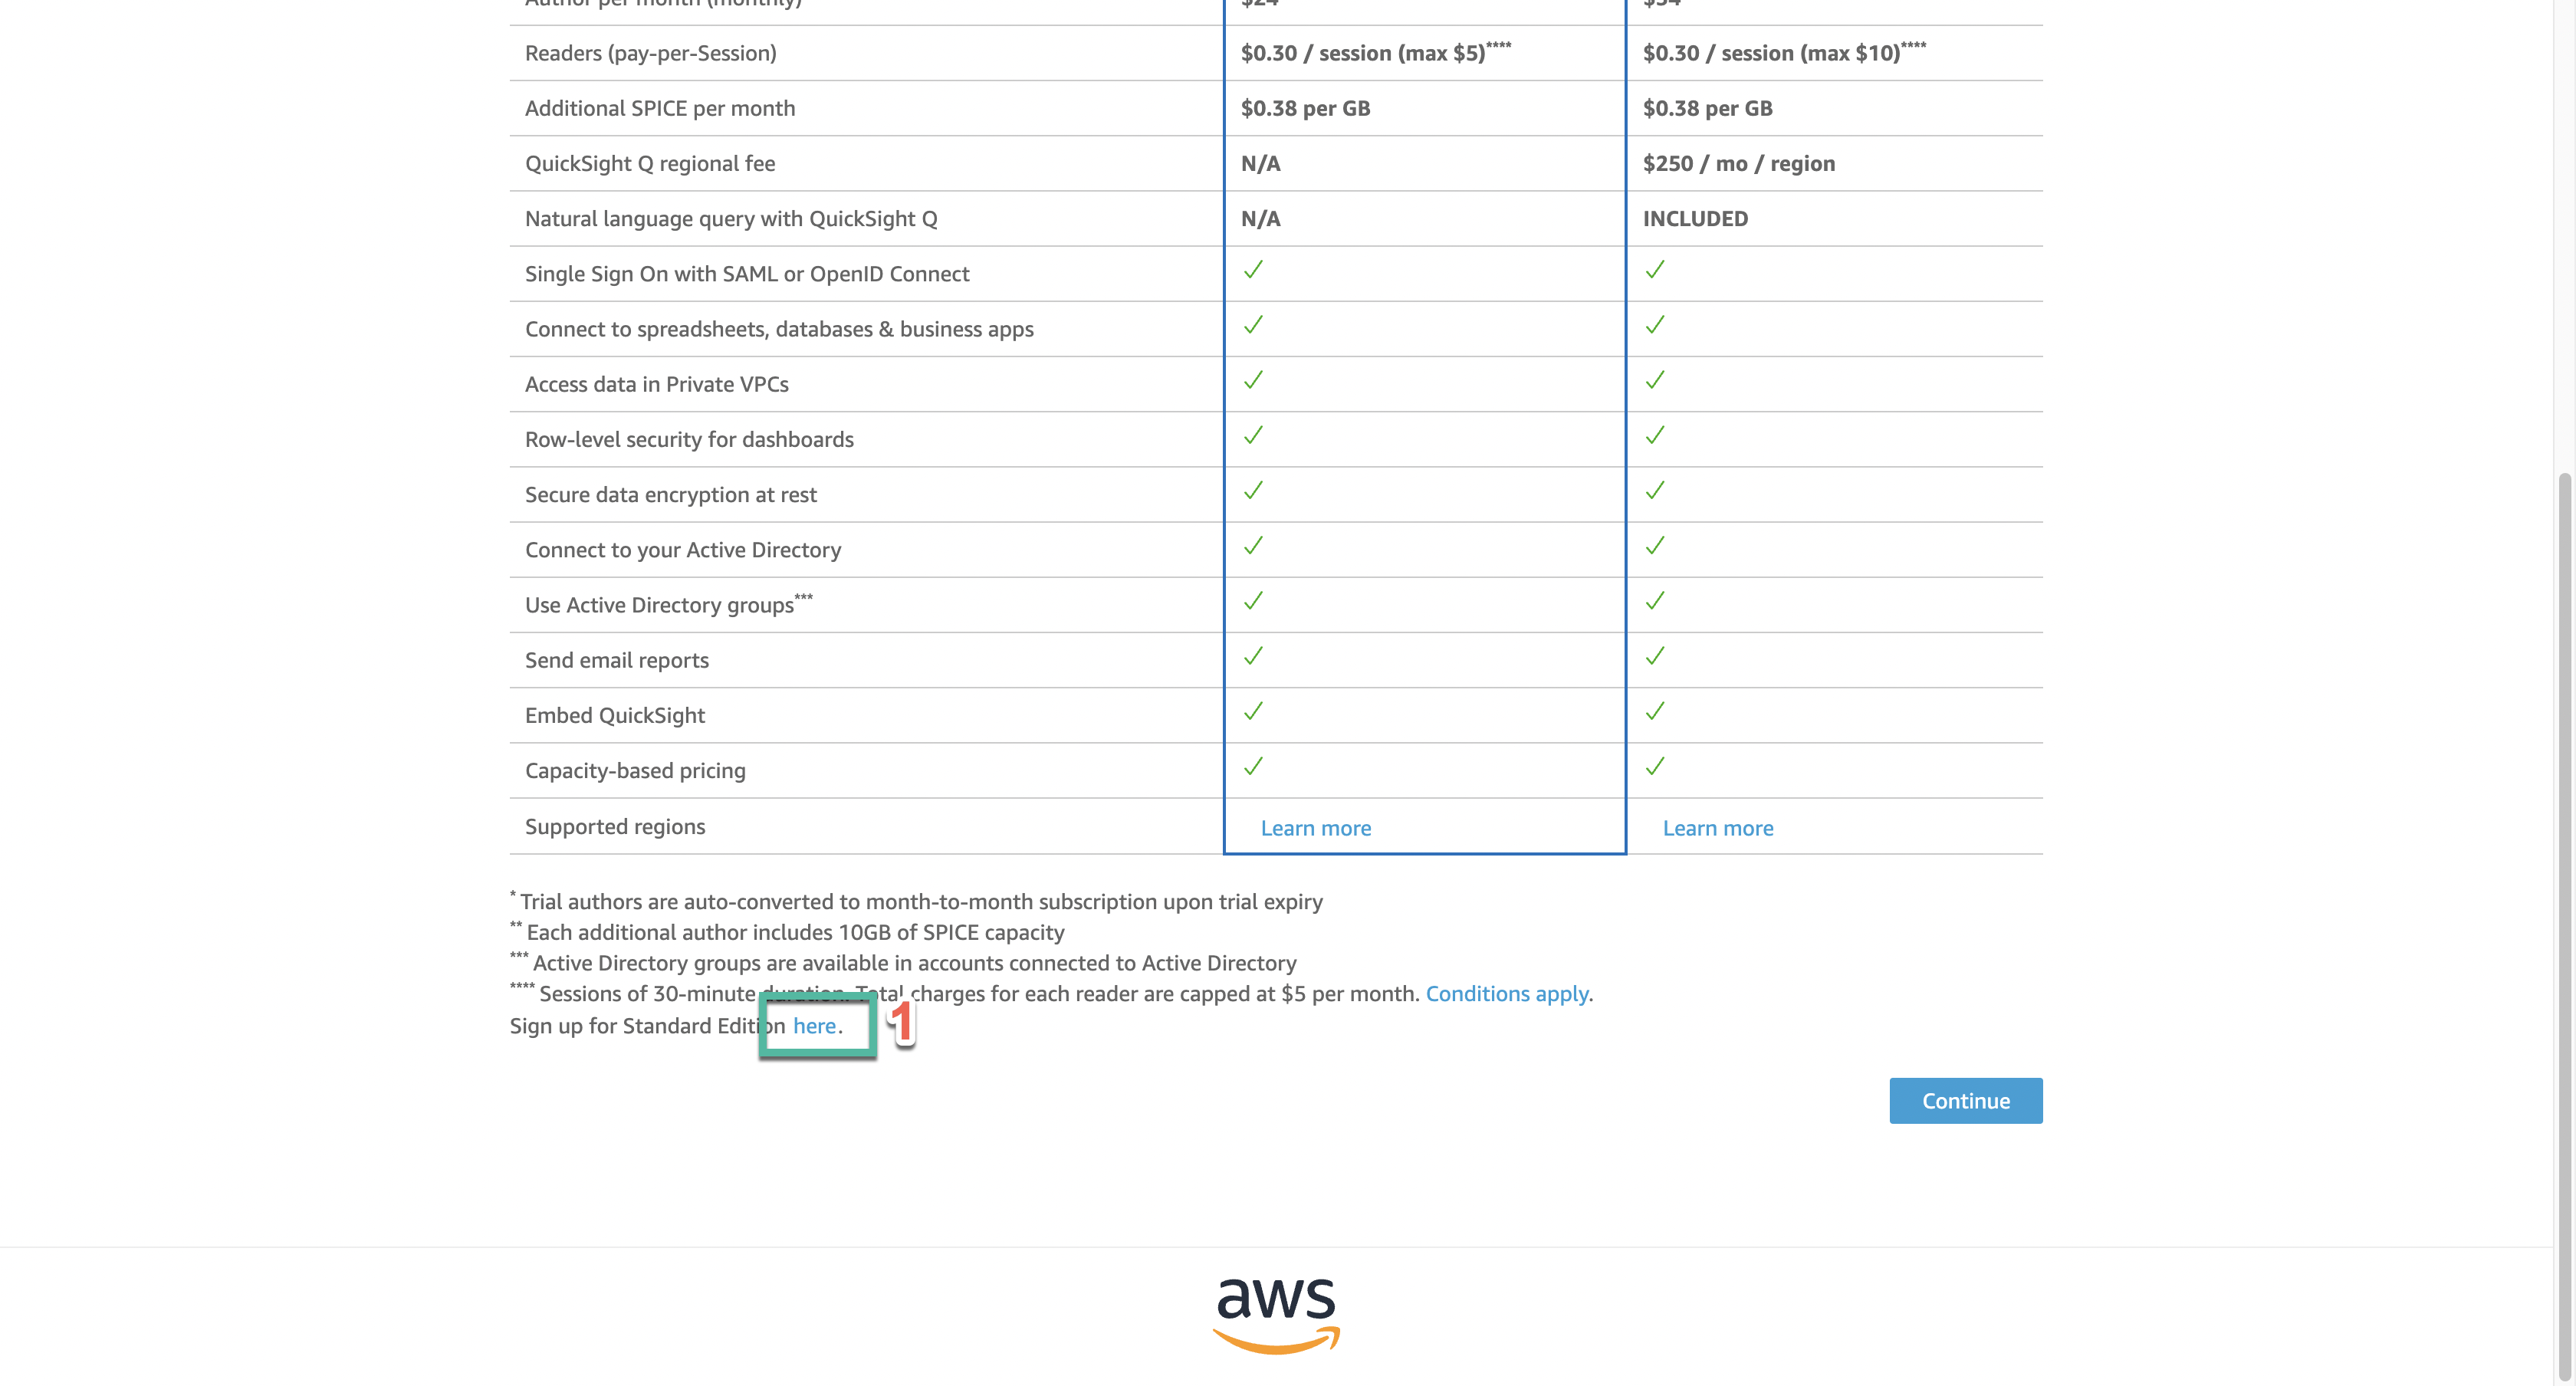 Author per month (monthly) $24 $34
Readers (pay-per-Session) $0.30 / session (max $5)**** $0.30 / session (max $10)****
Additional SPICE per month $0.38 per GB $0.38 per GB
QuickSight Q regional fee N/A $250 / mo / region
Natural language query with QuickSight Q N/A INCLUDED
Single Sign On with SAML or OpenID Connect
Connect to spreadsheets, databases & business apps
Access data in Private VPCs
Row-level security for dashboards
Secure data encryption at rest
Connect to your Active Directory
Use Active Directory groups***
Send email reports
Embed QuickSight
Capacity-based pricing
Supported regions Learn more Learn more
* Trial authors are auto-converted to month-to-month subscription upon trial expiry
** Each additional author includes 10GB of SPICE capacity
*** Active Directory groups are available in accounts connected to Active Directory
**** Sessions of 30-minute duration. Total charges for each reader are capped at $5 per month. Conditions apply.
Sign up for Standard Edition here. 1
Continue
aws